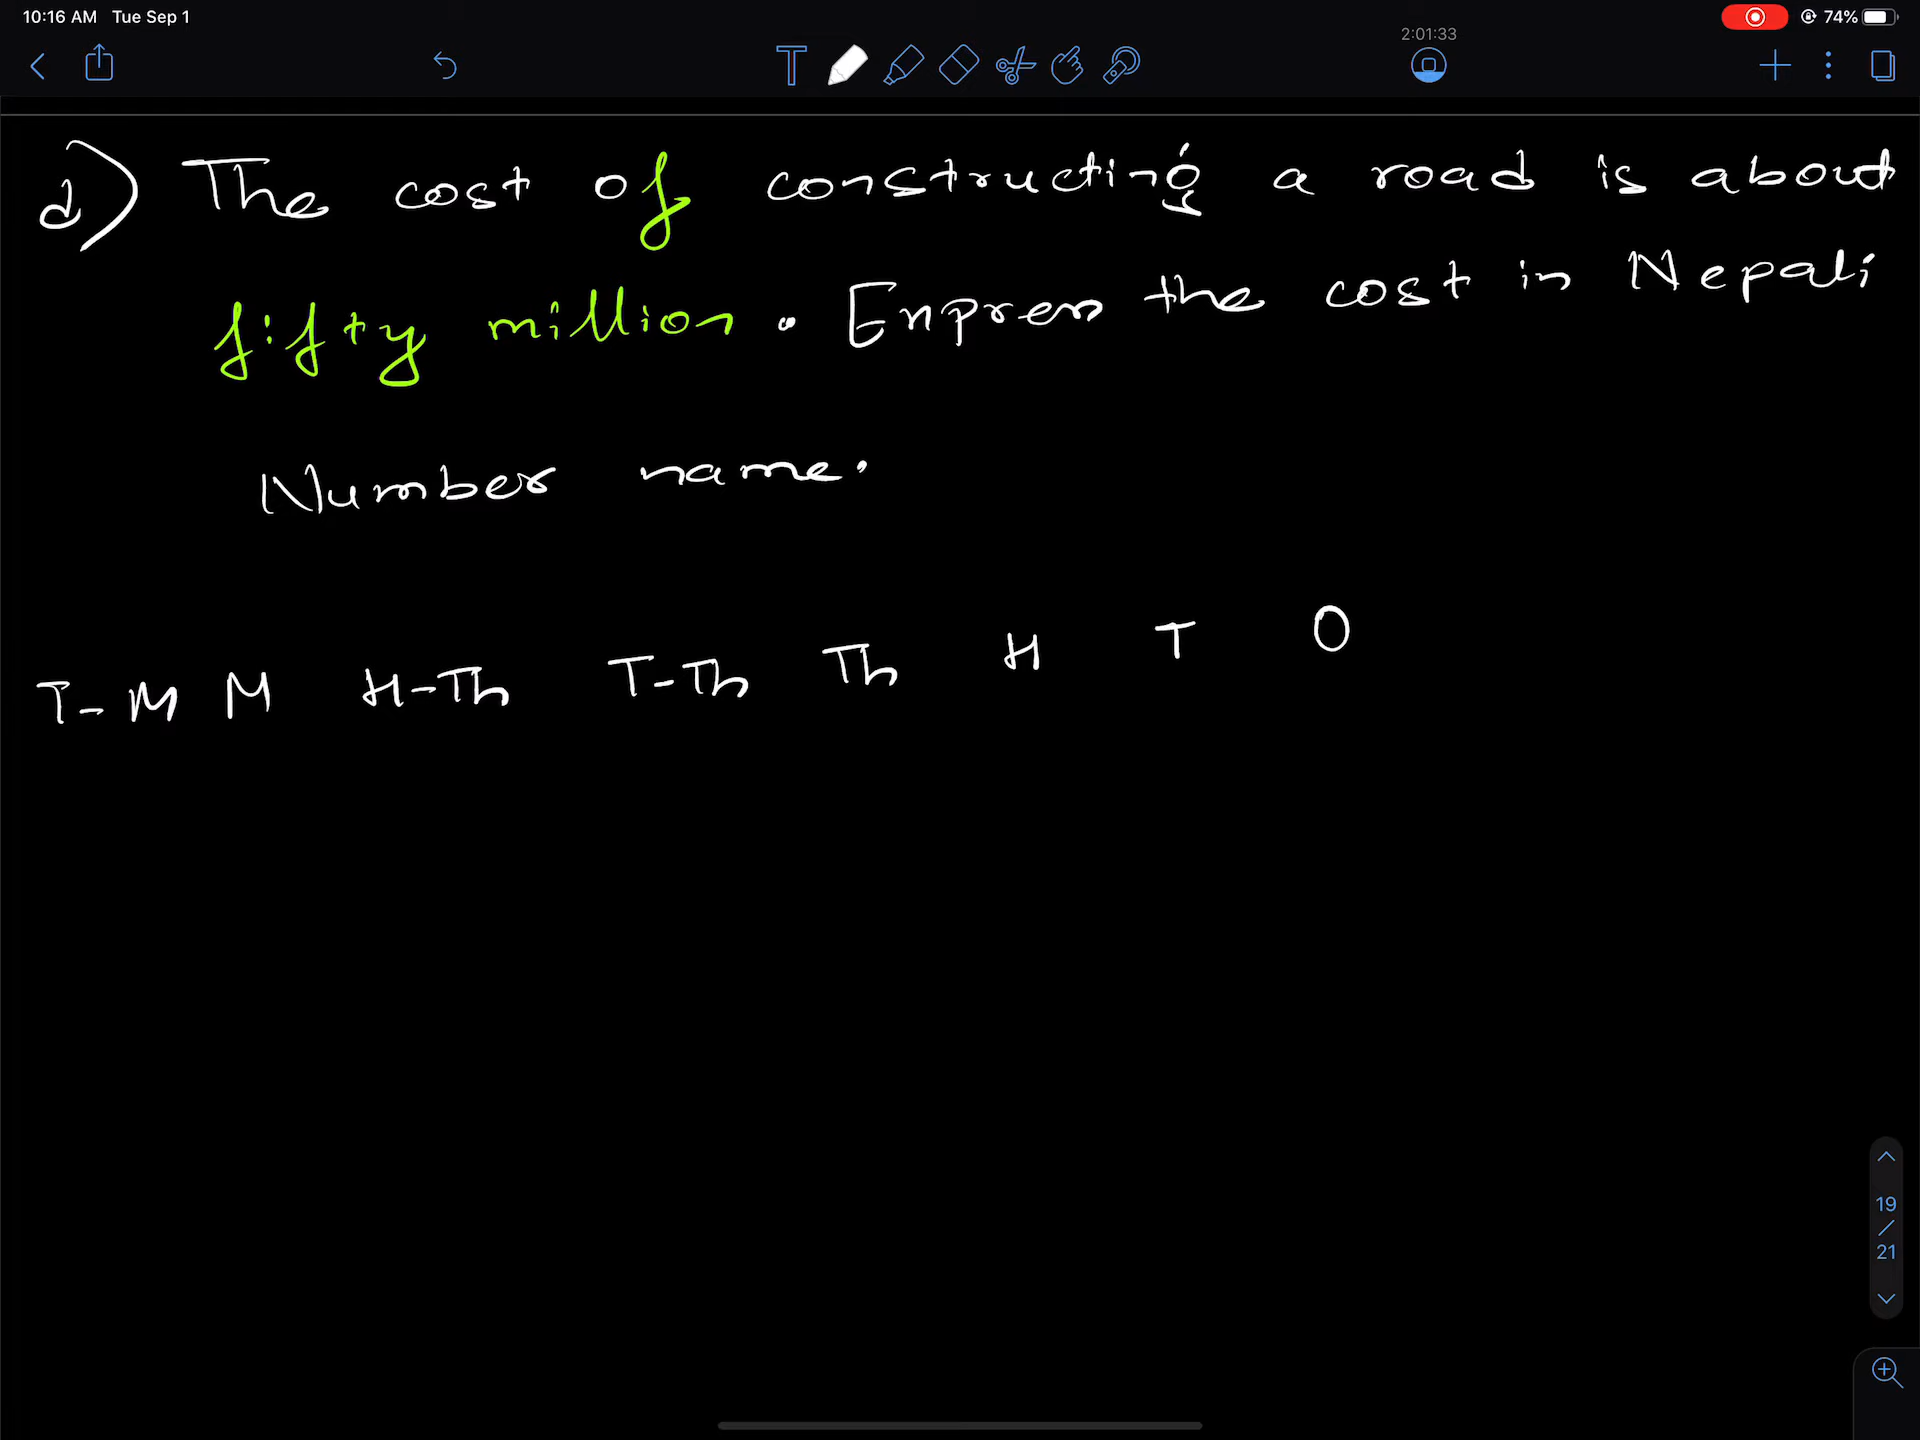 10:16 AM Tue Sep 1
74%
2:01:33
T
d) The cost of constructing a road is about
fifty million. Enpress the cost in Nepali
Number name.
T-M M H-Th T-Th Th H T O
19
/
21